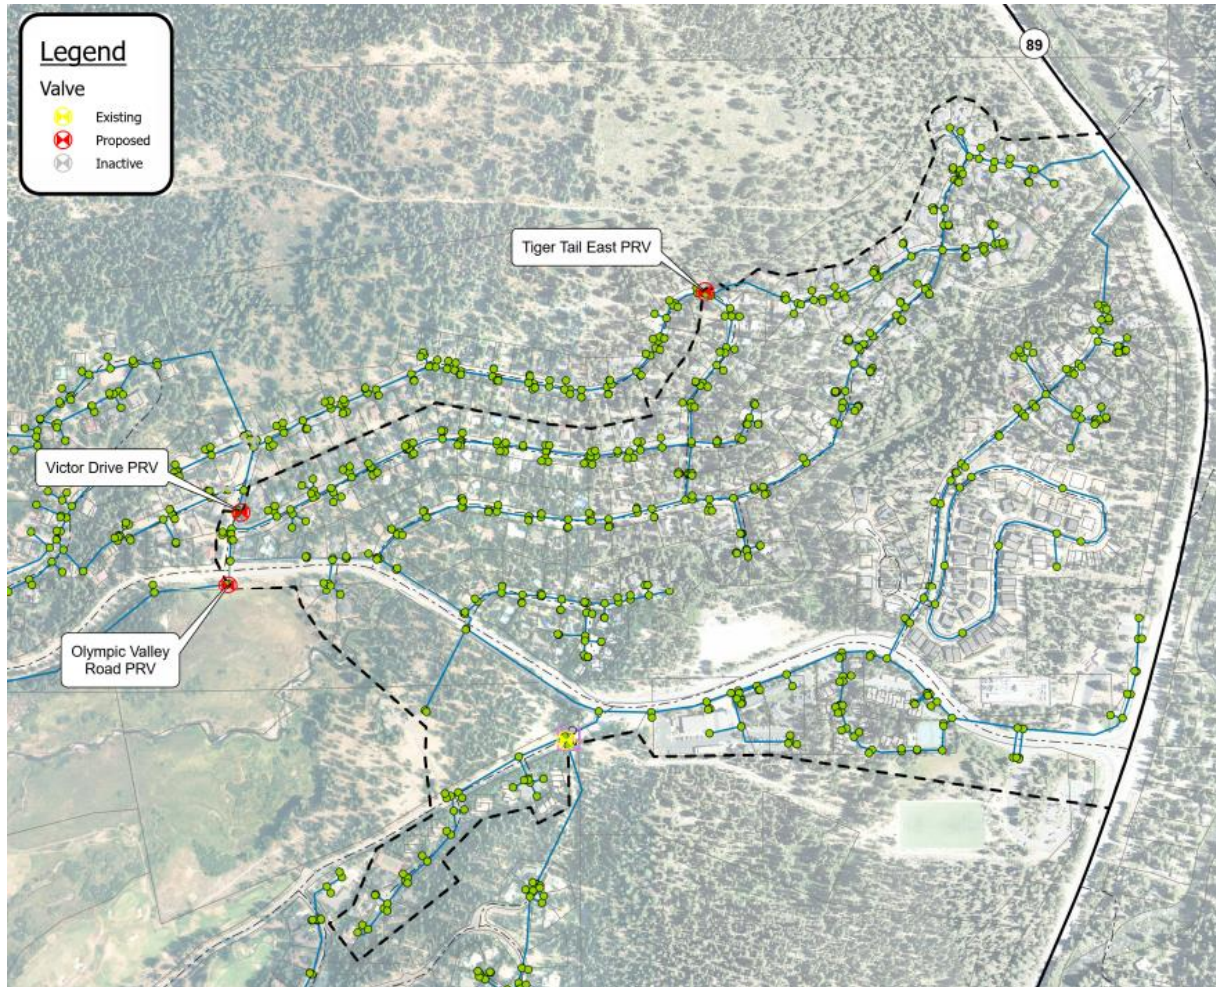 Legend
Valve
Existing
Proposed
Inactive
89
Tiger Tail East PRV
Victor Drive PRV
Olympic Valley
Road PRV